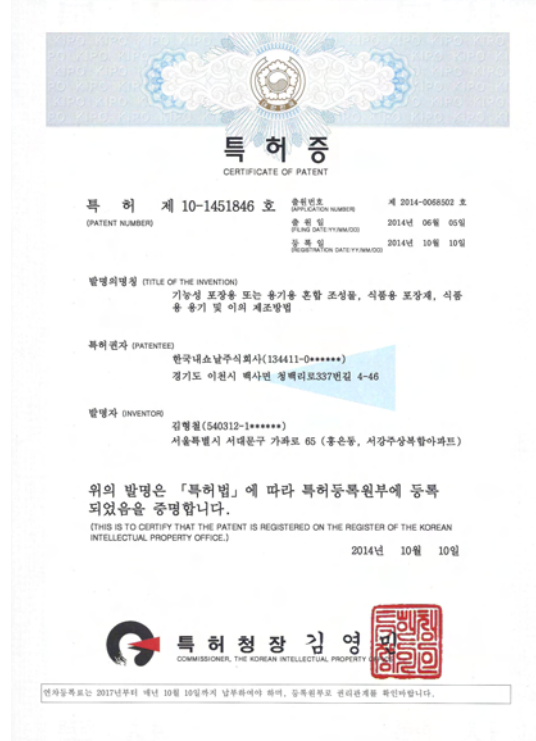 특 허 증
CERTIFICATE OF PATENT
특 허 제 10-1451846 호
(PATENT NUMBER)
출원번호 제 2014-0068502 호
(APPLICATION NUMBER)
출 원 일 2014년 06월 05일
(FILING DATE:YY/MM/DD)
등 록 일 2014년 10월 10일
(REGISTRATION DATE:YY/MM/DD)
발명의명칭 (TITLE OF THE INVENTION)
기능성 포장용 또는 용기용 혼합 조성물, 식품용 포장재, 식품
용 용기 및 이의 제조방법
특허권자 (PATENTEE)
한국내쇼날주식회사(134411-0******)
경기도 이천시 백사면 청백리로337번길 4-46
발명자 (INVENTOR)
김형철(540312-1******)
서울특별시 서대문구 가좌로 65 (홍은동, 서강주상복합아파트)
위의 발명은 「특허법」에 따라 특허등록원부에 등록
되었음을 증명합니다.
(THIS IS TO CERTIFY THAT THE PATENT IS REGISTERED ON THE REGISTER OF THE KOREAN
INTELLECTUAL PROPERTY OFFICE.)
2014년 10월 10일
특허청장 김영민
COMMISSIONER, THE KOREAN INTELLECTUAL PROPERTY
연차등록료는 2017년부터 매년 10월 10일까지 납부하여야 하며, 등록원부로 권리관계를 확인바랍니다.